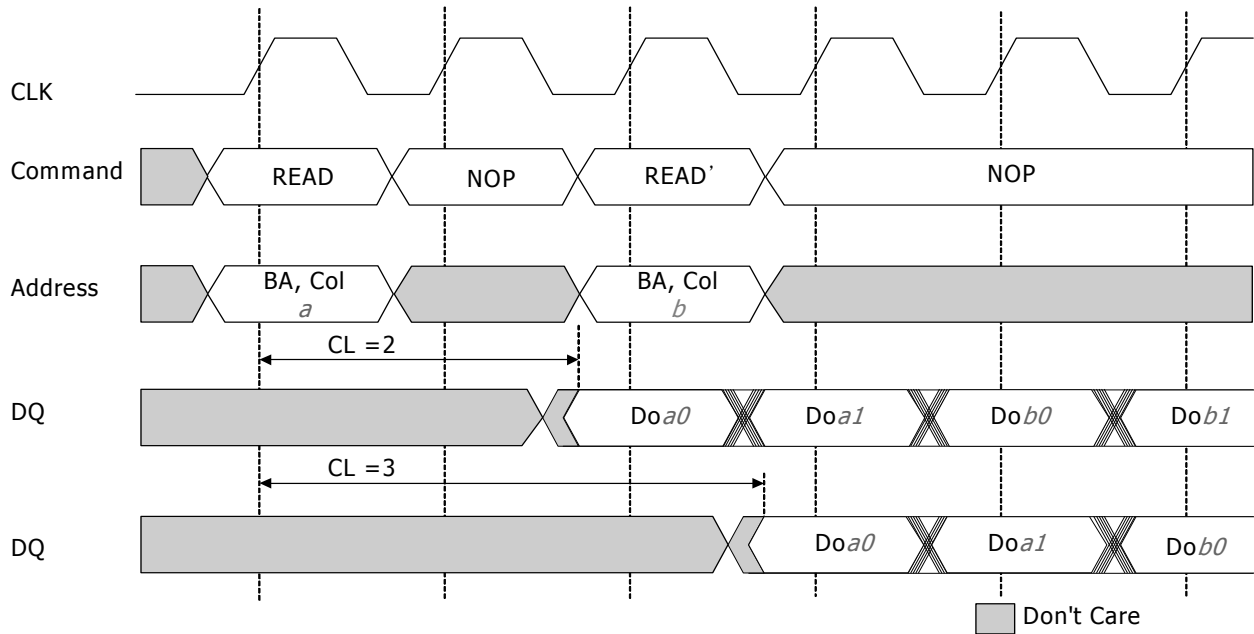 CLK
Command READ NOP READ' NOP
Address BA, Col BA, Col
a b
CL =2
DQ Doa0 Doa1 Dob0 Dob1
CL =3
DQ Doa0 Doa1 Dob0
Don't Care